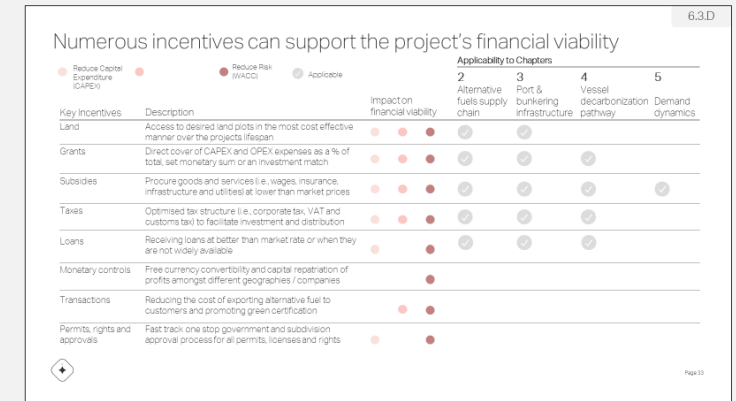 6.3.D
Numerous incentives can support the project's financial viability
Reduce Capital
Expenditure
(CAPEX)
Reduce Risk
(WACC)
Applicable
Applicability to Chapters
2
Alternative
fuels supply
chain
3
Port &
bunkering
infrastructure
4
Vessel
decarbonization
pathway
5
Demand
dynamics
Key Incentives
Description
Impact on
financial viability
Land
Access to desired land plots in the most cost effective
manner over the projects lifespan
Grants
Direct cover of CAPEX and OPEX expenses as a % of
total, set monetary sum or an investment match
Subsidies
Procure goods and services (i.e., wages, insurance,
infrastructure and utilities) at lower than market prices
Taxes
Optimised tax structure (i.e., corporate tax, VAT and
customs tax) to facilitate investment and distribution
Loans
Receiving loans at better than market rate or when they
are not widely available
Monetary controls
Free currency convertibility and capital repatriation of
profits amongst different geographies / companies
Transactions
Reducing the cost of exporting alternative fuel to
customers and promoting green certification
Permits, rights and
approvals
Fast track one stop government and subdivision
approval process for all permits, licenses and rights
Page 33